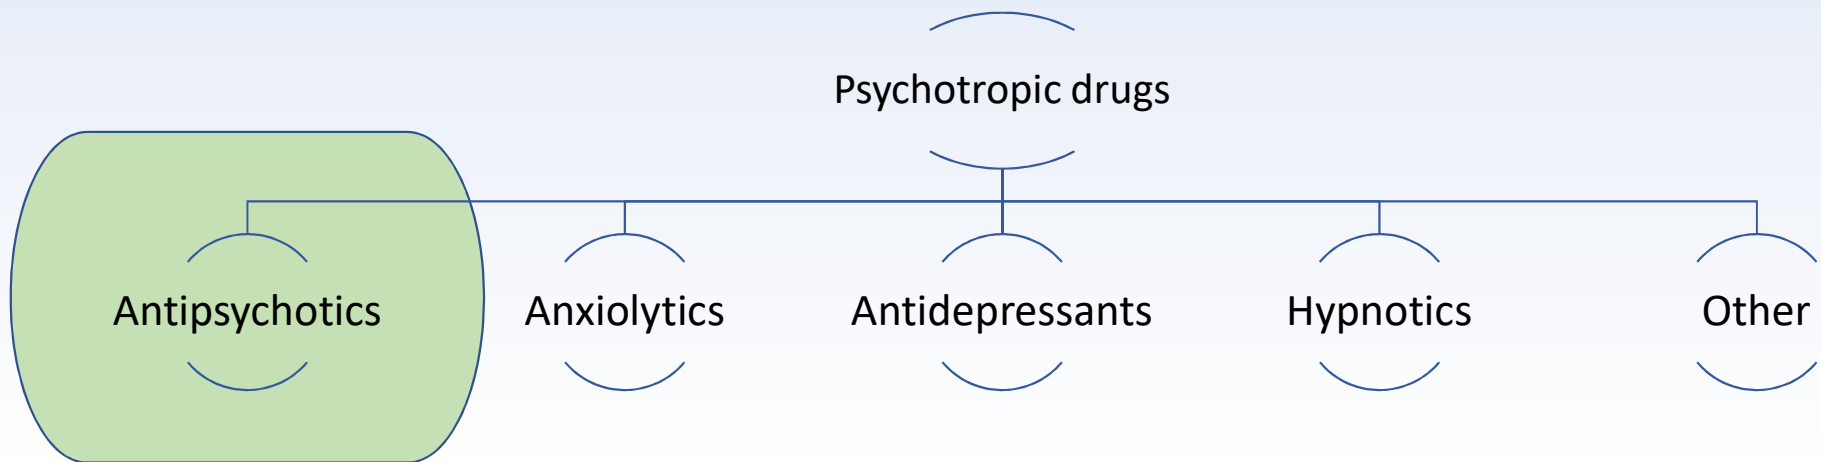 Psychotropic drugs
Antipsychotics
Anxiolytics
Antidepressants
Hypnotics
Other